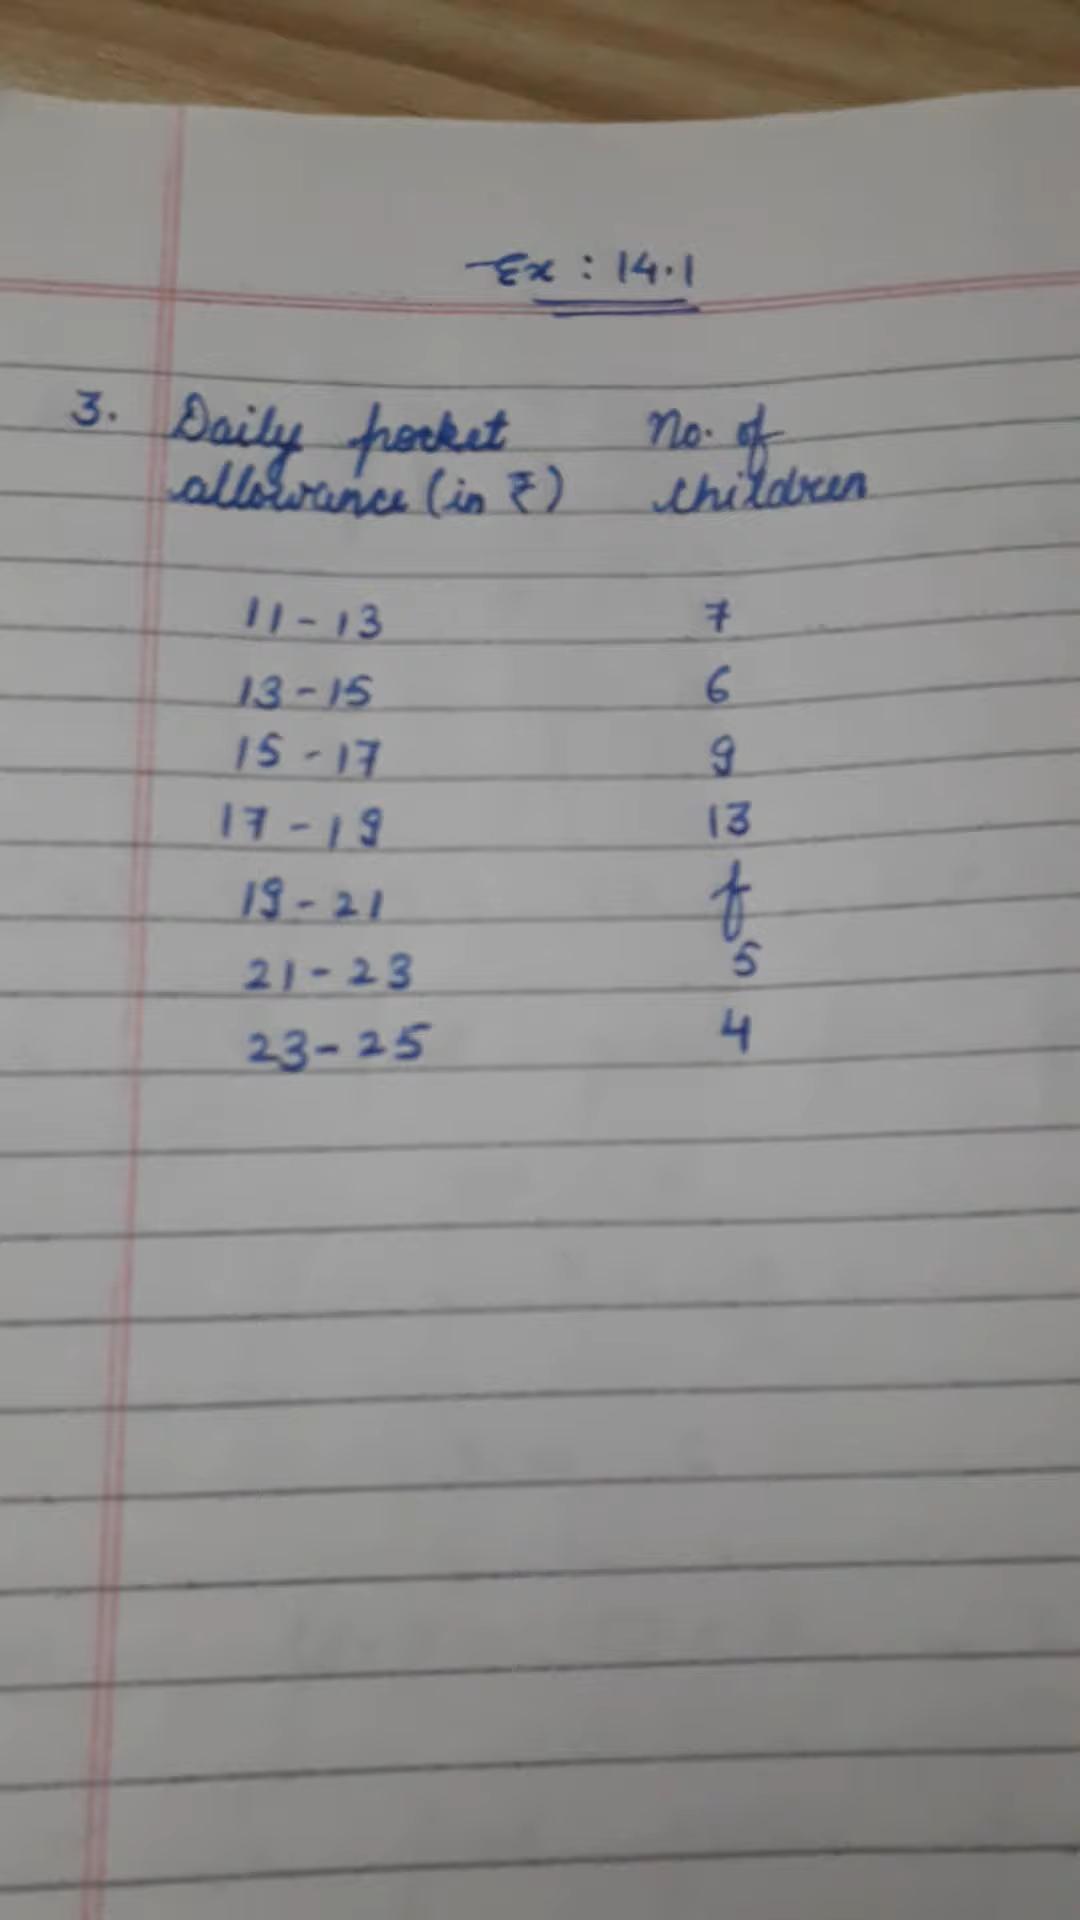 Ex : 14.1
3. Daily pocket No. of
allowance (in ₹) children
11 - 13 7
13 - 15 6
15 - 17 9
17 - 19 13
19 - 21 f
21 - 23 5
23 - 25 4